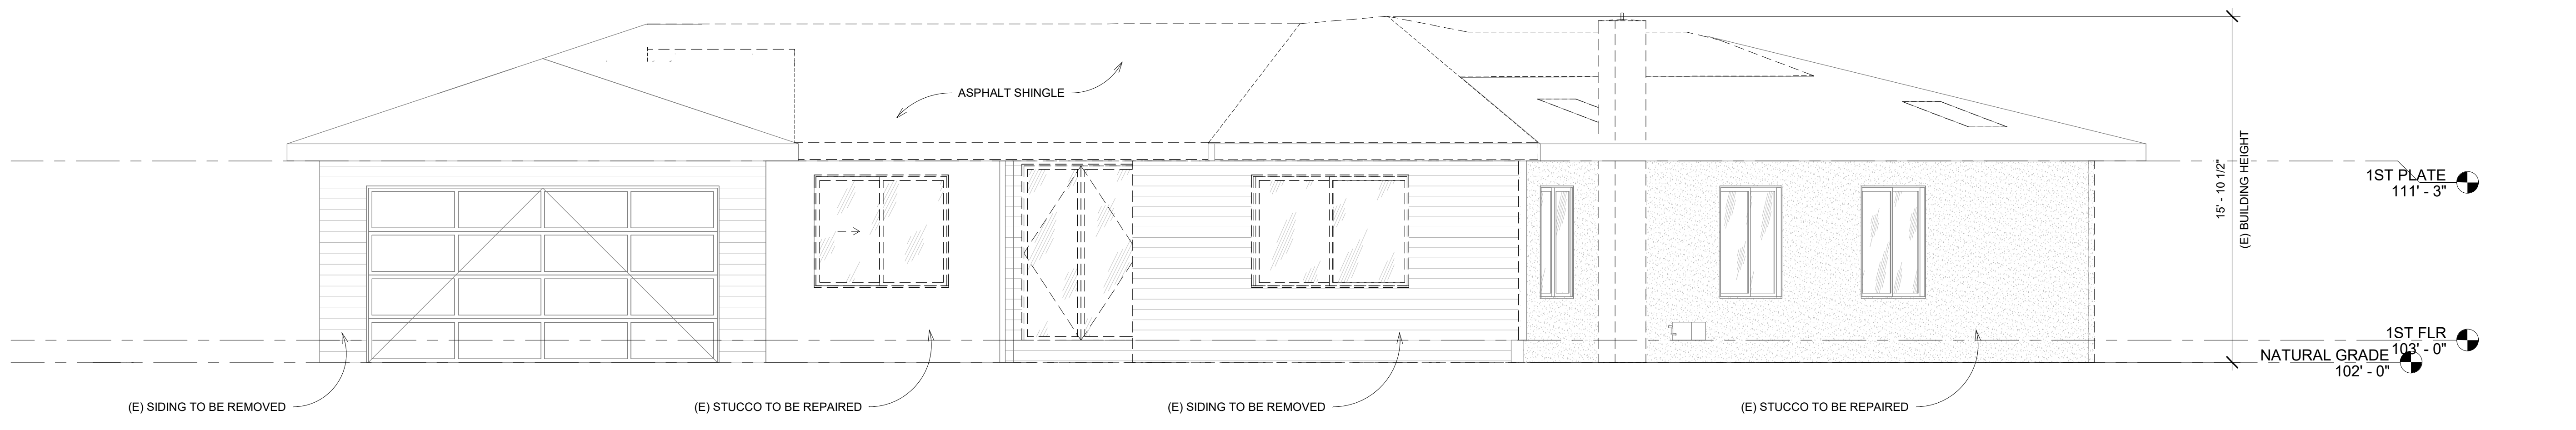 ASPHALT SHINGLE
15' - 10 1/2"
(E) BUILDING HEIGHT
1ST PLATE
111' - 3"
1ST FLR
103' - 0"
NATURAL GRADE
102' - 0"
(E) SIDING TO BE REMOVED
(E) STUCCO TO BE REPAIRED
(E) SIDING TO BE REMOVED
(E) STUCCO TO BE REPAIRED